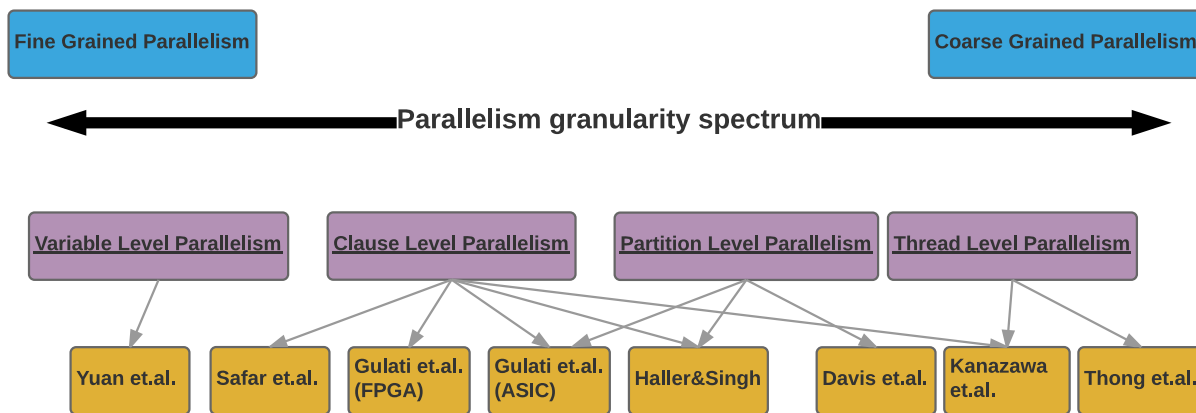 Fine Grained Parallelism
Coarse Grained Parallelism
Parallelism granularity spectrum
Variable Level Parallelism
Clause Level Parallelism
Partition Level Parallelism
Thread Level Parallelism
Yuan et.al.
Safar et.al.
Gulati et.al.
(FPGA)
Gulati et.al.
(ASIC)
Haller&Singh
Davis et.al.
Kanazawa
et.al.
Thong et.al.